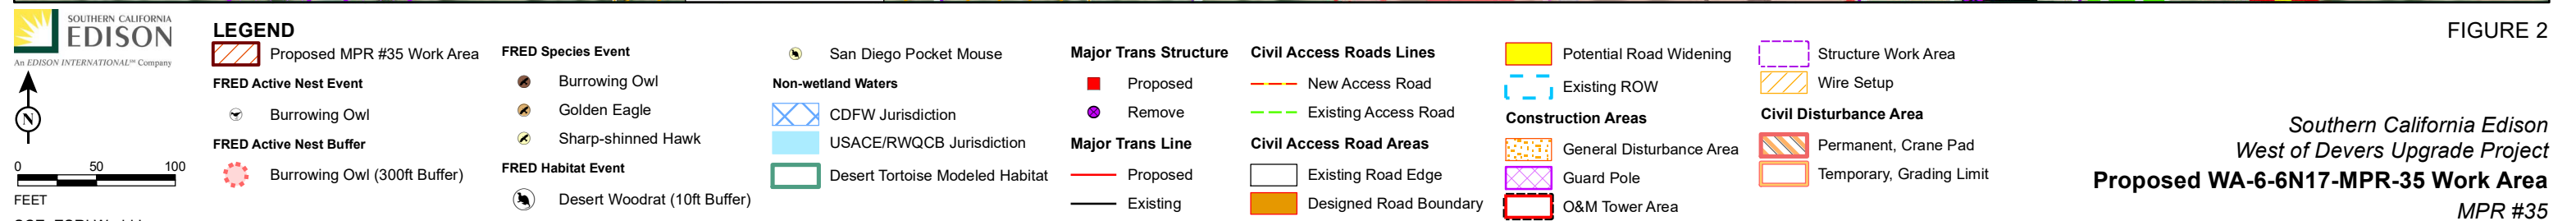 SOUTHERN CALIFORNIA
EDISON
An EDISON INTERNATIONAL℠ Company
N
0 50 100
FEET
LEGEND
Proposed MPR #35 Work Area
FRED Active Nest Event
Burrowing Owl
FRED Active Nest Buffer
Burrowing Owl (300ft Buffer)
FRED Species Event
Burrowing Owl
Golden Eagle
Sharp-shinned Hawk
FRED Habitat Event
Desert Woodrat (10ft Buffer)
San Diego Pocket Mouse
Non-wetland Waters
CDFW Jurisdiction
USACE/RWQCB Jurisdiction
Desert Tortoise Modeled Habitat
Major Trans Structure
Proposed
Remove
Major Trans Line
Proposed
Existing
Civil Access Roads Lines
New Access Road
Existing Access Road
Civil Access Road Areas
Existing Road Edge
Designed Road Boundary
Potential Road Widening
Existing ROW
Construction Areas
General Disturbance Area
Guard Pole
O&M Tower Area
Structure Work Area
Wire Setup
Civil Disturbance Area
Permanent, Crane Pad
Temporary, Grading Limit
FIGURE 2
Southern California Edison
West of Devers Upgrade Project
Proposed WA-6-6N17-MPR-35 Work Area
MPR #35